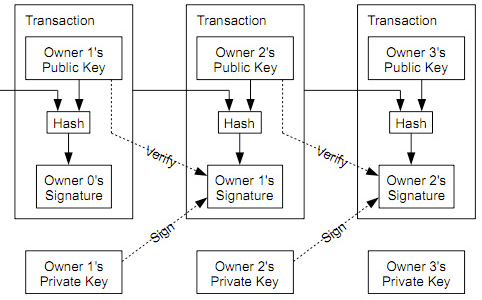 Transaction
Transaction
Transaction
Owner 1's
Public Key
Owner 2's
Public Key
Owner 3's
Public Key
Hash
Hash
Hash
Verify
Verify
Owner 0's
Signature
Owner 1's
Signature
Owner 2's
Signature
Sign
Sign
Owner 1's
Private Key
Owner 2's
Private Key
Owner 3's
Private Key